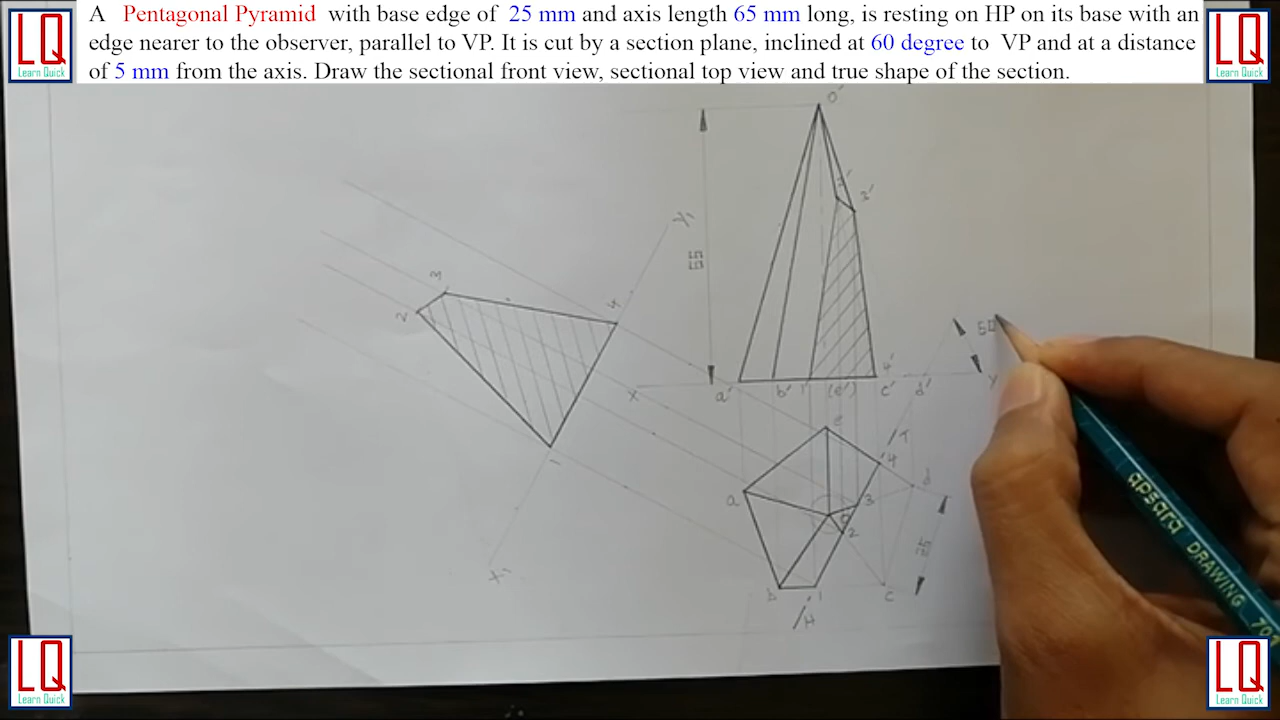 A Pentagonal Pyramid with base edge of 25 mm and axis length 65 mm long, is resting on HP on its base with an
edge nearer to the observer, parallel to VP. It is cut by a section plane, inclined at 60 degree to VP and at a distance
of 5 mm from the axis. Draw the sectional front view, sectional top view and true shape of the section.
LQ
Learn Quick
LQ
Learn Quick
o'
2'
3'
Y1
65
3
4
2
X
a'
b'
1'
(e')
4'
c'
d'
Y
e
/T
4
d
a
3
o
2
1
X1
b
1
c
/H
25
apsara DRAWING
LQ
Learn Quick
LQ
Learn Quick